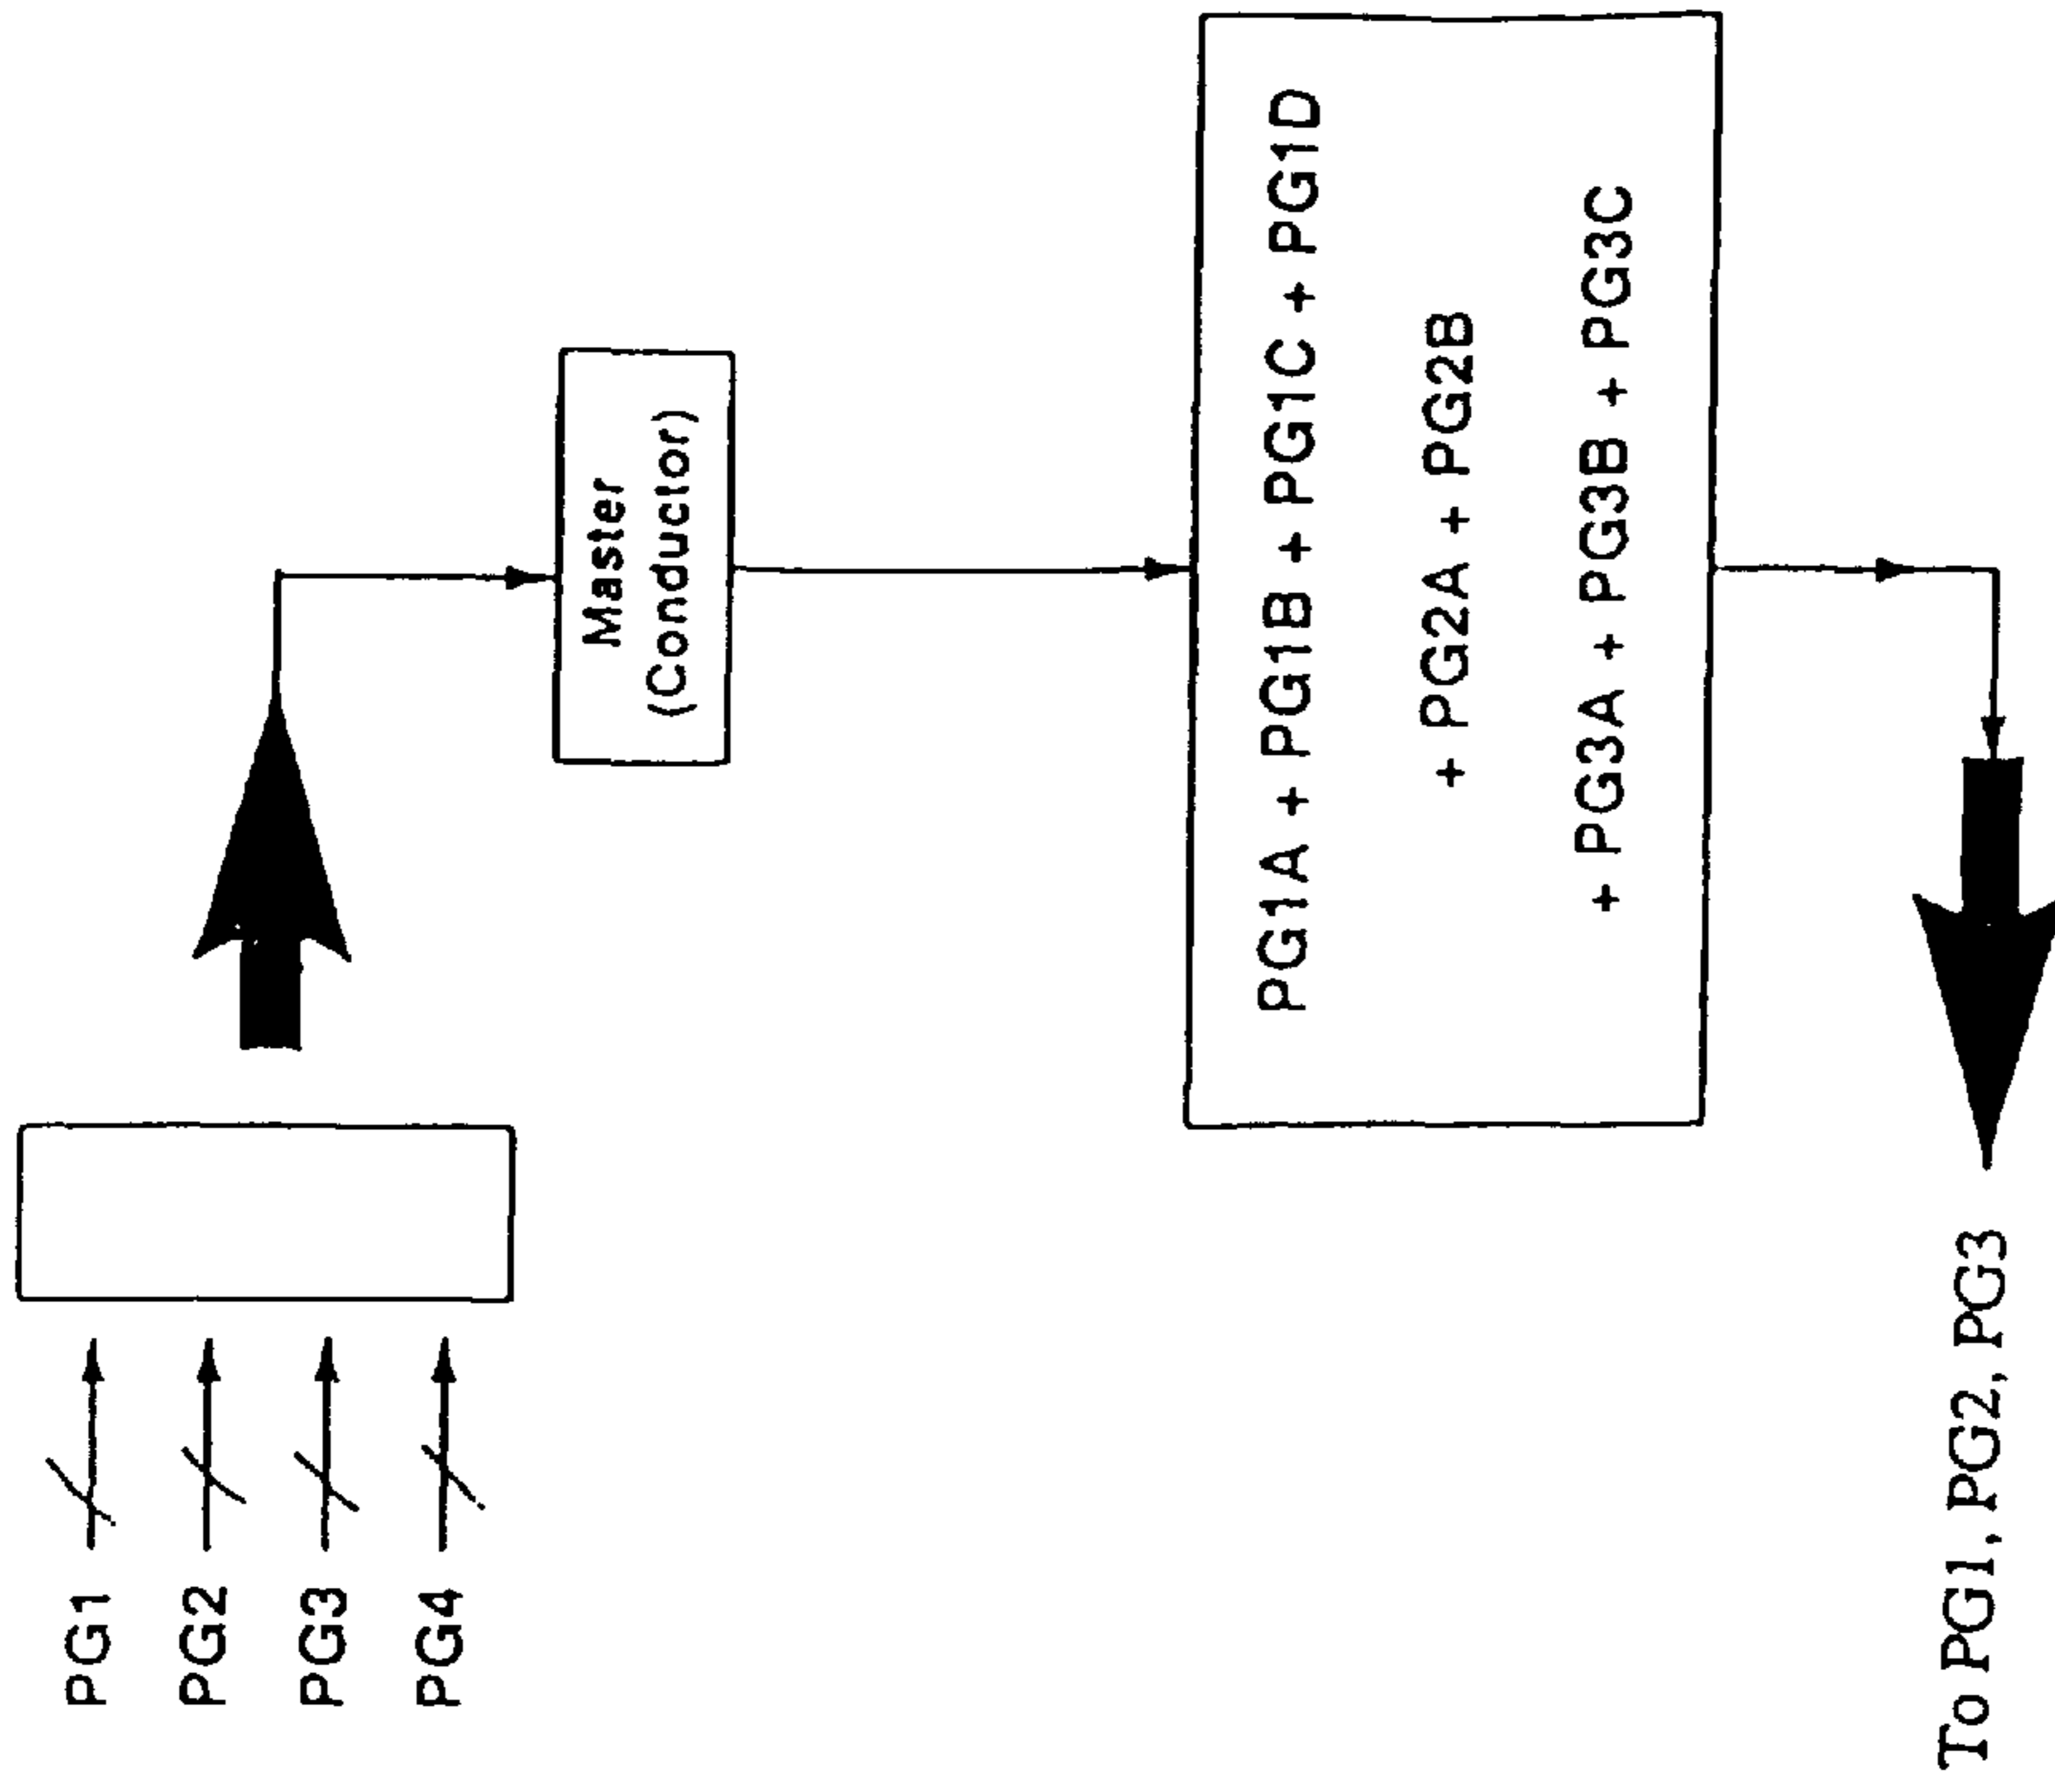 PG1
PG2
PG3
PG4
Master
(Conductor)
PG1A + PG1B + PG1C + PG1D
+ PG2A + PG2B
+ PG3A + PG3B + PG3C
To PG1, PG2, PG3